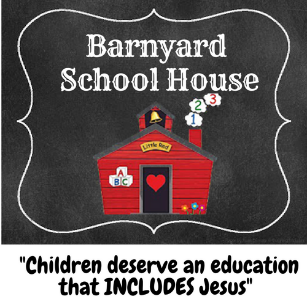 Barnyard
School House
2 3
1
Little Red
A
B C
"Children deserve an education
that INCLUDES Jesus"